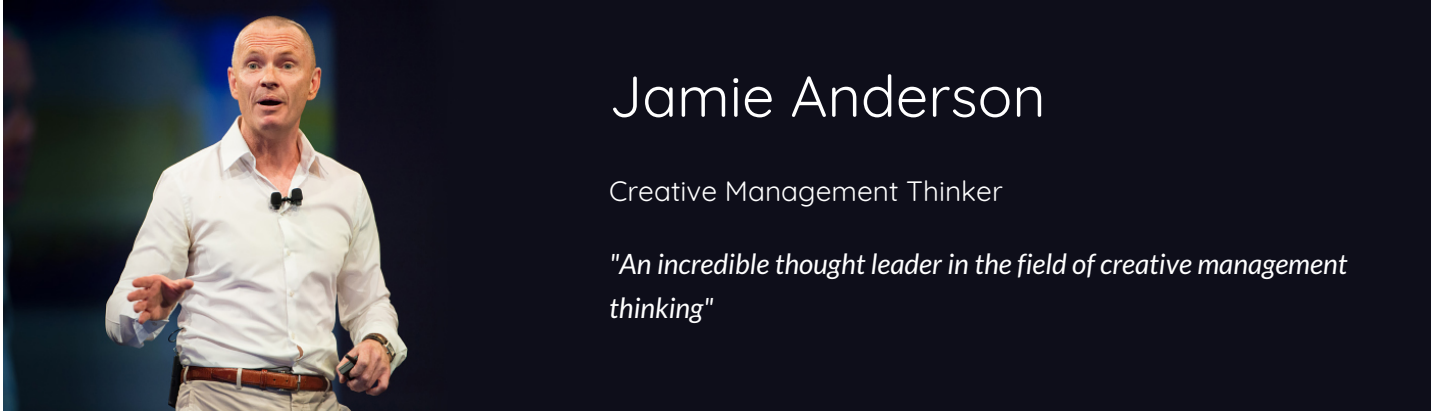 Jamie Anderson
Creative Management Thinker
"An incredible thought leader in the field of creative management
thinking"